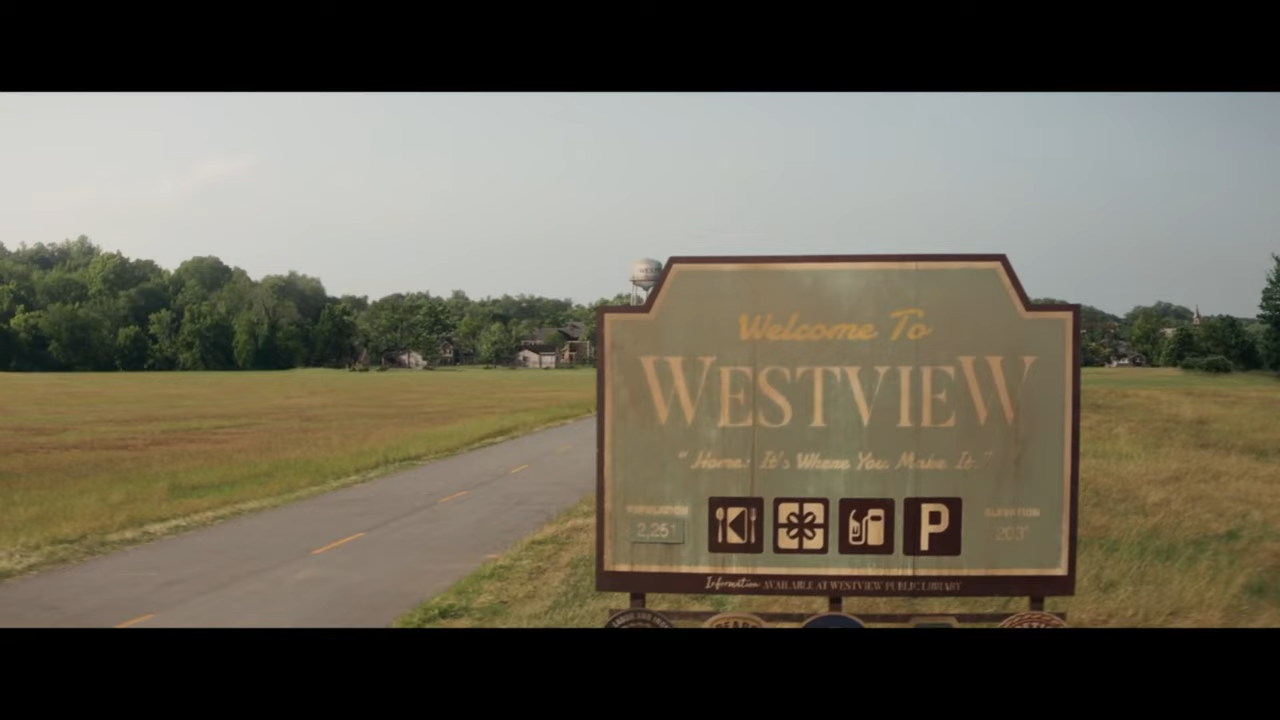 Welcome To
WESTVIEW
"Home: It's Where You Make It."
POPULATION
2,251
P
ELEVATION
203'
Information AVAILABLE AT WESTVIEW PUBLIC LIBRARY